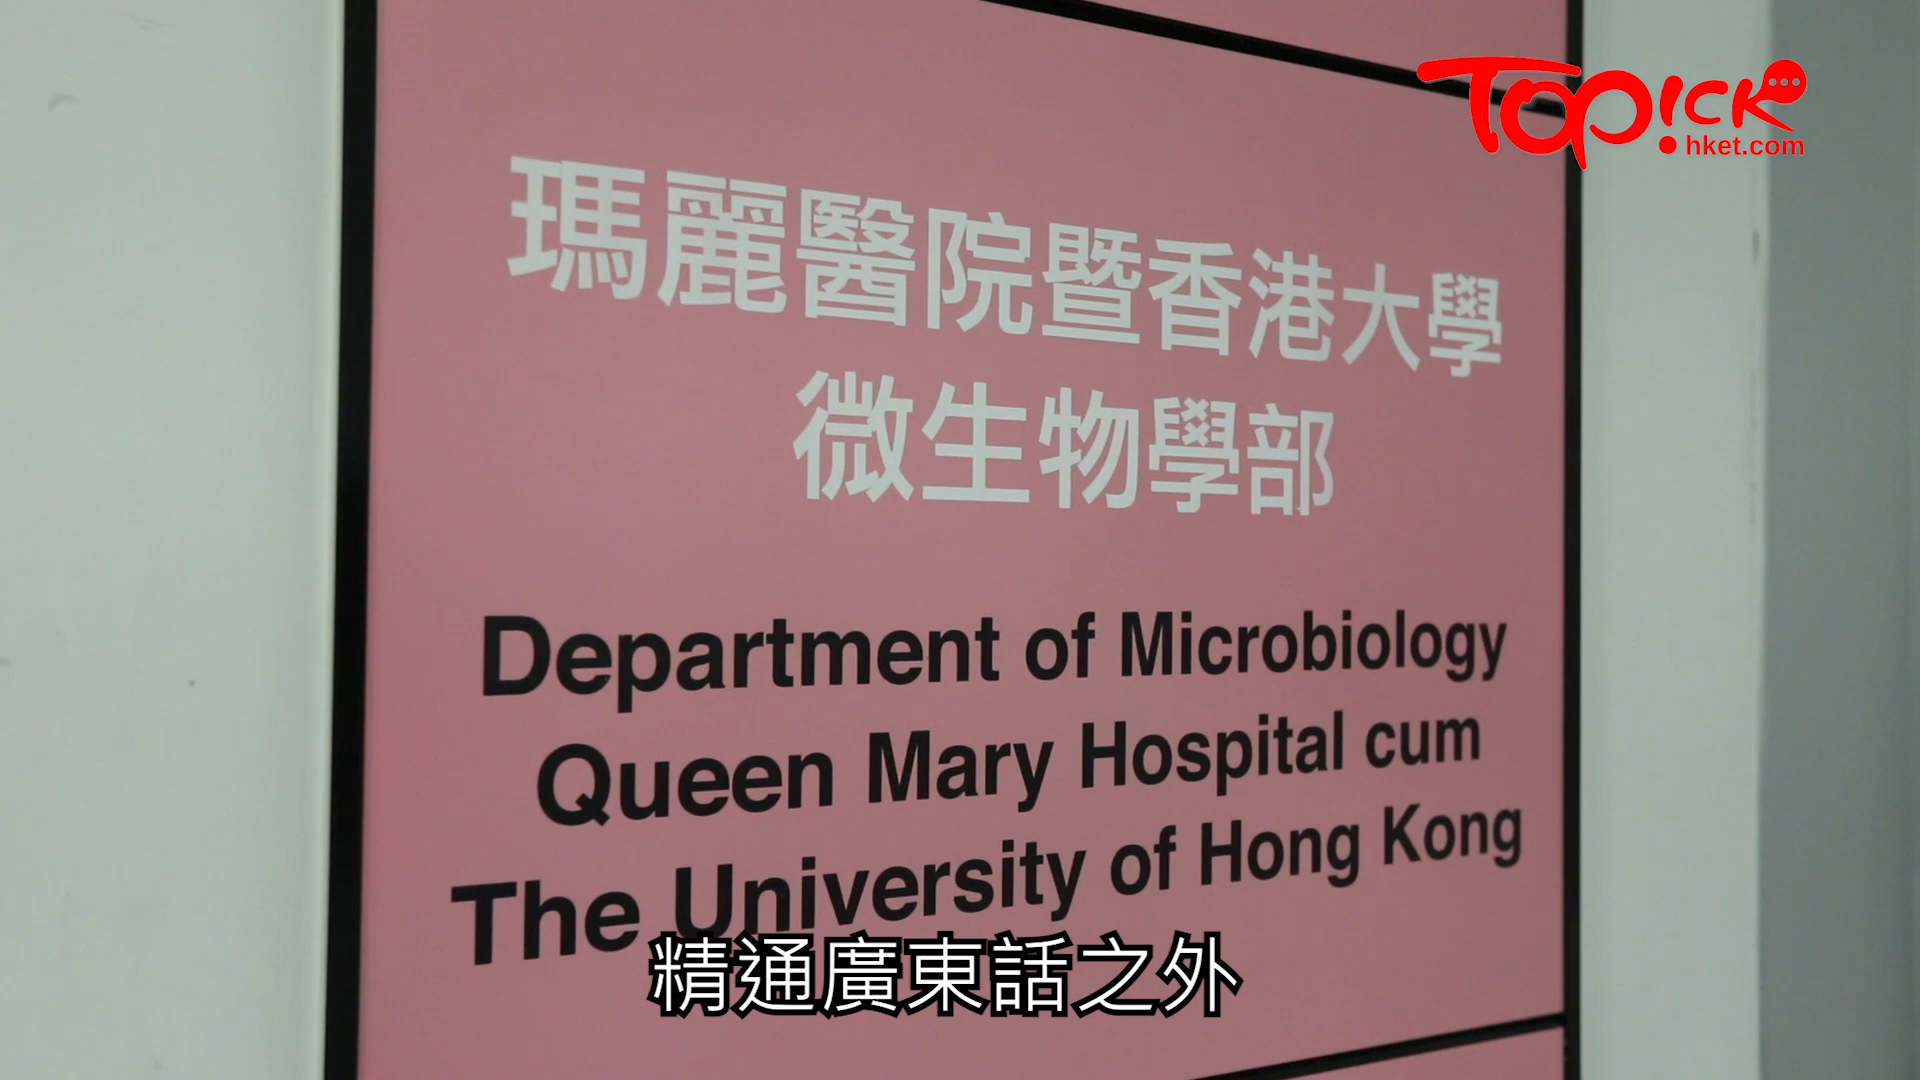 TOPick
hket.com
瑪麗醫院暨香港大學
微生物學部
Department of Microbiology
Queen Mary Hospital cum
The University of Hong Kong
精通廣東話之外